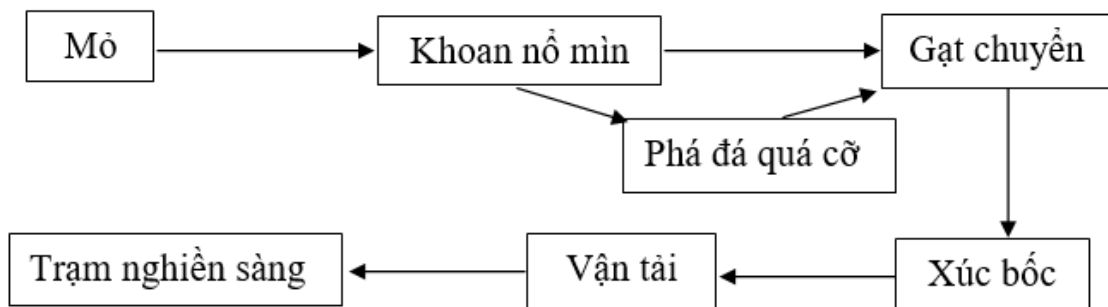 Mỏ
Khoan nổ mìn
Gạt chuyển
Phá đá quá cỡ
Xúc bốc
Vận tải
Trạm nghiền sàng